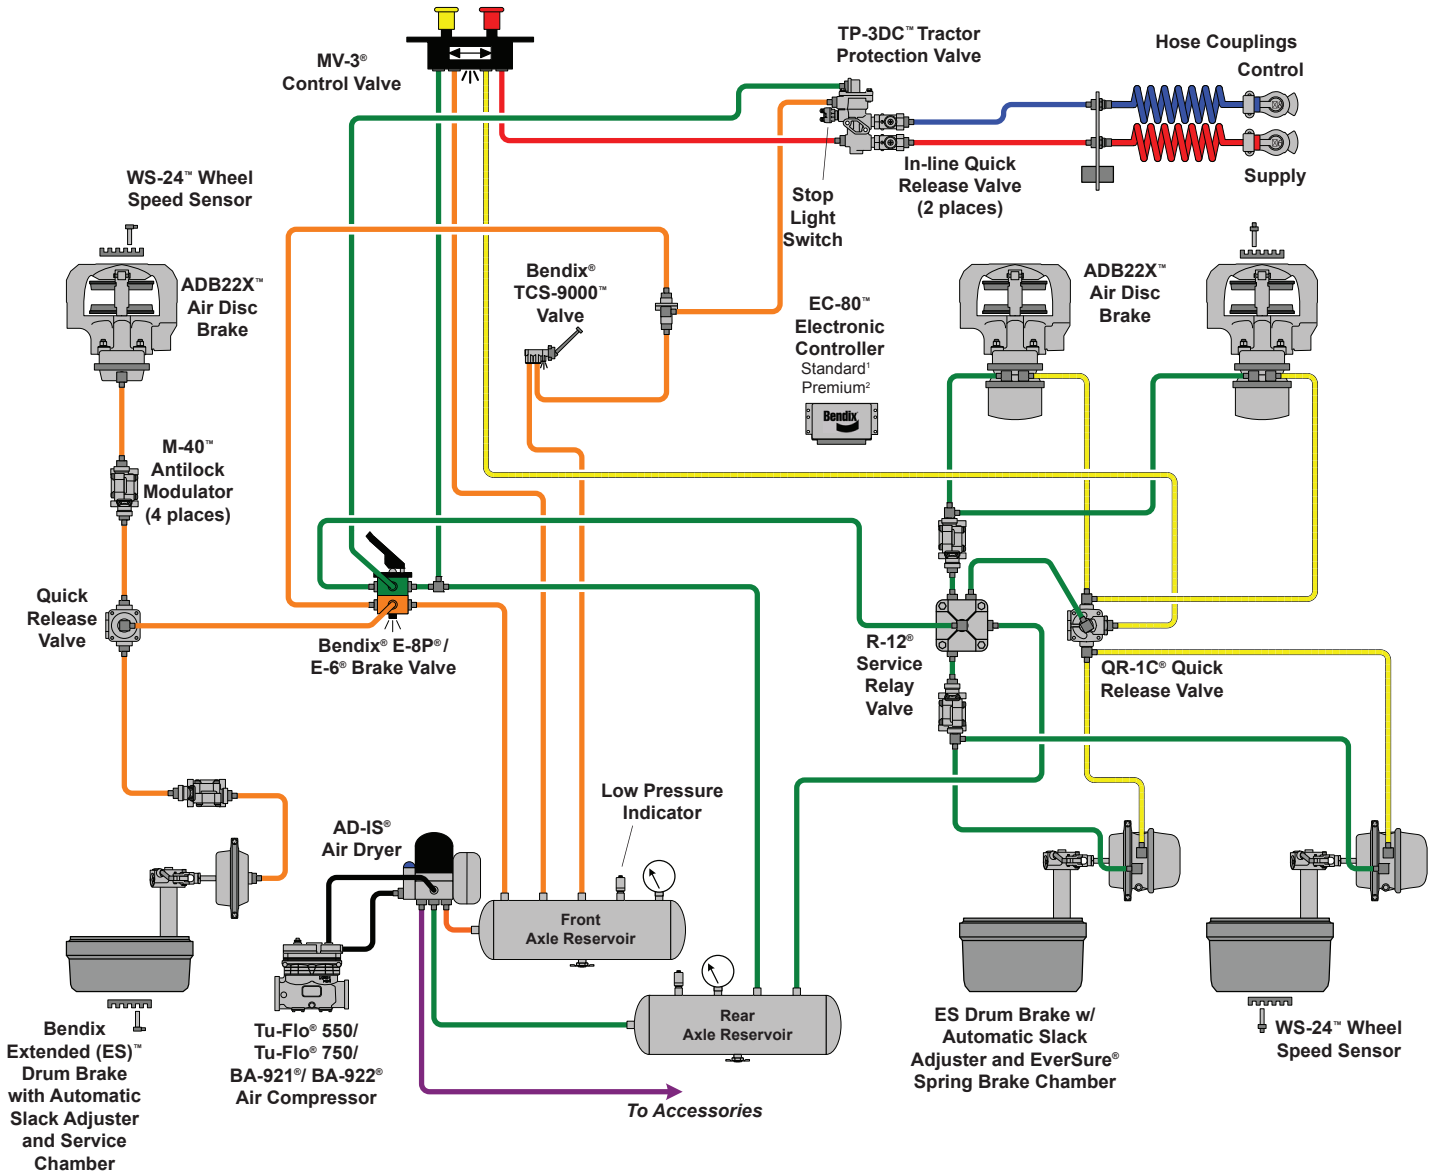 MV-3®
Control Valve
TP-3DC™ Tractor
Protection Valve
Hose Couplings
Control
Supply
In-line Quick
Release Valve
(2 places)
Stop
Light
Switch
WS-24™ Wheel
Speed Sensor
ADB22X™
Air Disc
Brake
Bendix®
TCS-9000™
Valve
EC-80™
Electronic
Controller
Standard¹
Premium²
Bendix
ADB22X™
Air Disc
Brake
M-40™
Antilock
Modulator
(4 places)
Quick
Release
Valve
Bendix® E-8P®/
E-6® Brake Valve
R-12®
Service
Relay
Valve
QR-1C® Quick
Release Valve
Low Pressure
Indicator
AD-IS®
Air Dryer
Front
Axle Reservoir
Rear
Axle Reservoir
Bendix
Extended (ES)™
Drum Brake
with Automatic
Slack Adjuster
and Service
Chamber
Tu-Flo® 550/
Tu-Flo® 750/
BA-921®/ BA-922®
Air Compressor
To Accessories
ES Drum Brake w/
Automatic Slack
Adjuster and EverSure®
Spring Brake Chamber
WS-24™ Wheel
Speed Sensor